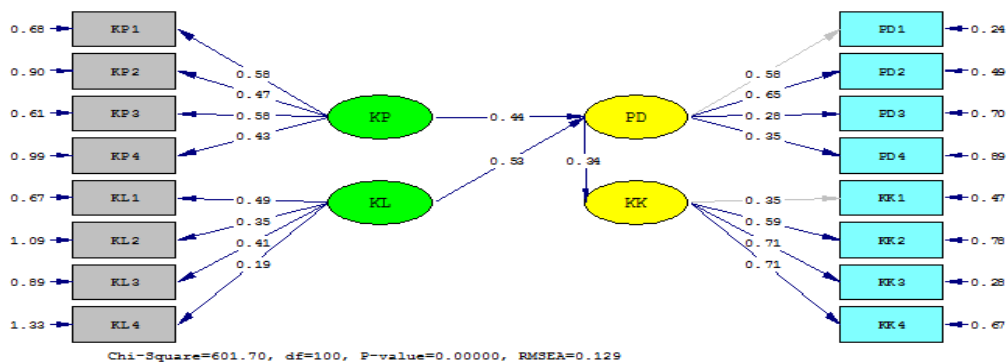 0.68 KP1 PD1 0.24
0.58 0.58
0.90 KP2 PD2 0.49
0.47 0.65
0.61 KP3 0.58 KP 0.44 PD 0.28 PD3 0.70
0.43 0.35
0.99 KP4 0.53 0.34 PD4 0.89
0.67 KL1 0.49 KL KK 0.35 KK1 0.47
0.35 0.59
1.09 KL2 KK2 0.78
0.41 0.71
0.89 KL3 0.19 0.71 KK3 0.28
1.33 KL4 KK4 0.67
Chi-Square=601.70, df=100, P-value=0.00000, RMSEA=0.129